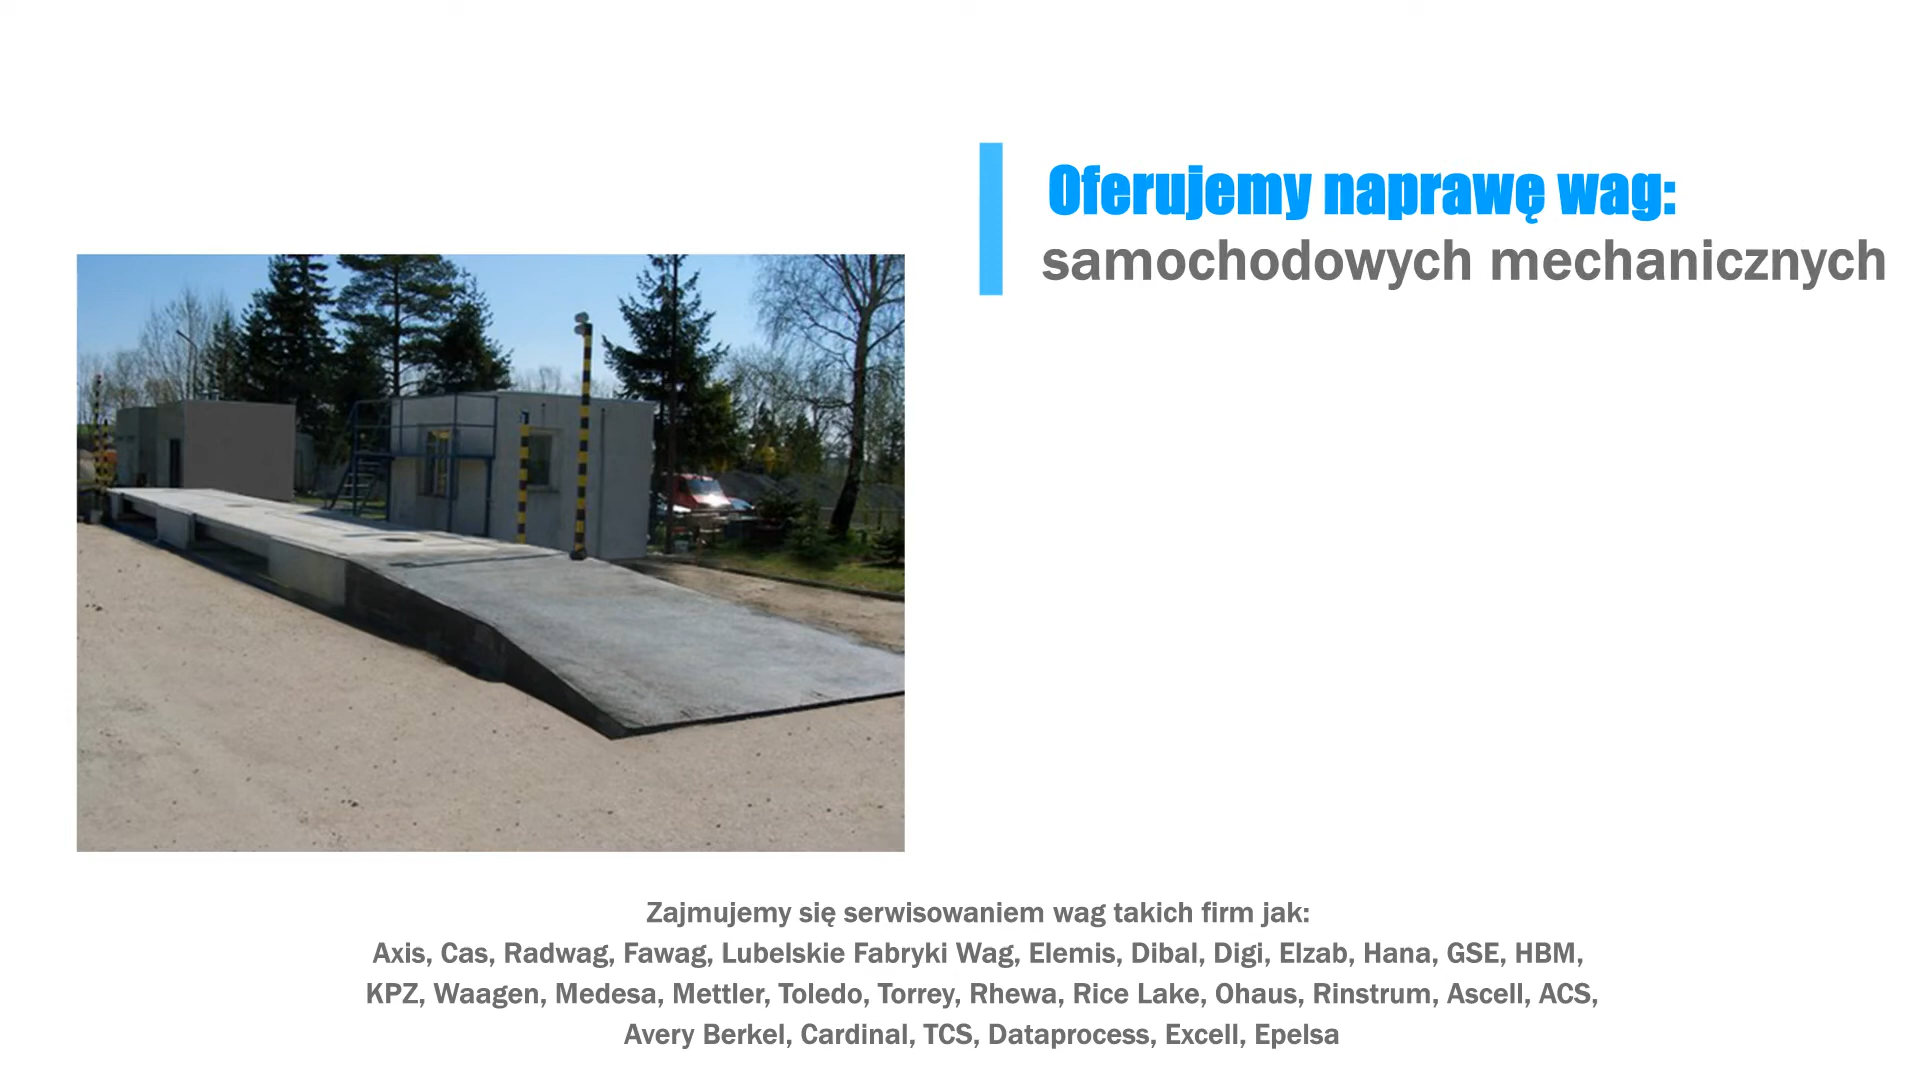 Oferujemy naprawę wag:
samochodowych mechanicznych
Zajmujemy się serwisowaniem wag takich firm jak:
Axis, Cas, Radwag, Fawag, Lubelskie Fabryki Wag, Elemis, Dibal, Digi, Elzab, Hana, GSE, HBM,
KPZ, Waagen, Medesa, Mettler, Toledo, Torrey, Rhewa, Rice Lake, Ohaus, Rinstrum, Ascell, ACS,
Avery Berkel, Cardinal, TCS, Dataprocess, Excell, Epelsa